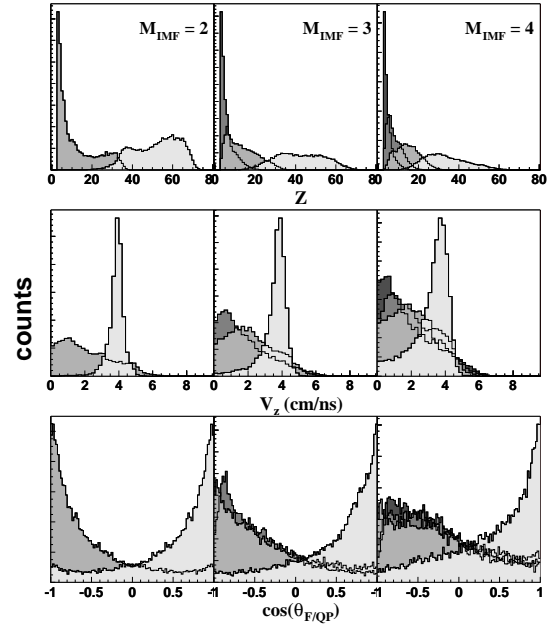 M_IMF = 2
M_IMF = 3
M_IMF = 4
0 20 40 60 80 20 40 60 80 20 40 60 80
Z
counts
0 2 4 6 8 0 2 4 6 8 0 2 4 6 8
V_z (cm/ns)
-1 -0.5 0 0.5 -1 -0.5 0 0.5 -1 -0.5 0 0.5 1
cos(θ_F/QP)